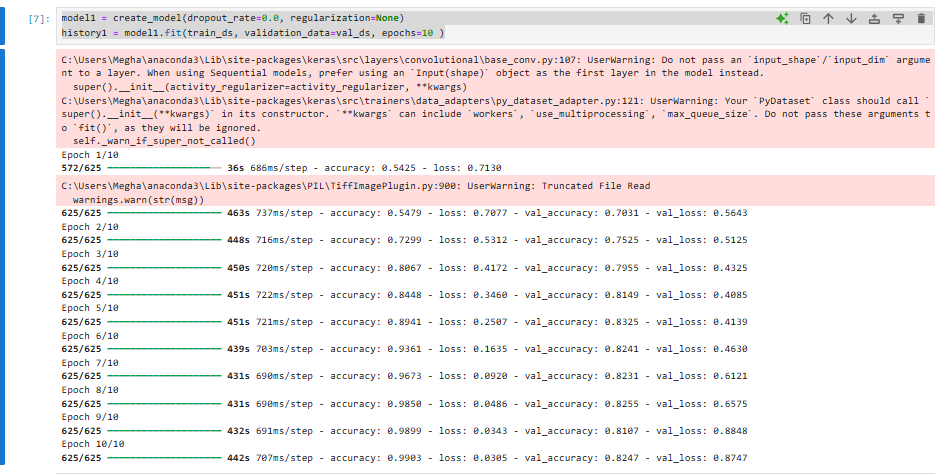 [7]:
model1 = create_model(dropout_rate=0.0, regularization=None)
history1 = model1.fit(train_ds, validation_data=val_ds, epochs=10 )
C:\Users\Megha\anaconda3\Lib\site-packages\keras\src\layers\convolutional\base_conv.py:107: UserWarning: Do not pass an `input_shape`/`input_dim` argume
nt to a layer. When using Sequential models, prefer using an `Input(shape)` object as the first layer in the model instead.
super().__init__(activity_regularizer=activity_regularizer, **kwargs)
C:\Users\Megha\anaconda3\Lib\site-packages\keras\src\trainers\data_adapters\py_dataset_adapter.py:121: UserWarning: Your `PyDataset` class should call `
super().__init__(**kwargs)` in its constructor. `**kwargs` can include `workers`, `use_multiprocessing`, `max_queue_size`. Do not pass these arguments t
o `fit()`, as they will be ignored.
self._warn_if_super_not_called()
Epoch 1/10
572/625 36s 686ms/step - accuracy: 0.5425 - loss: 0.7130
C:\Users\Megha\anaconda3\Lib\site-packages\PIL\TiffImagePlugin.py:900: UserWarning: Truncated File Read
warnings.warn(str(msg))
625/625 463s 737ms/step - accuracy: 0.5479 - loss: 0.7077 - val_accuracy: 0.7031 - val_loss: 0.5643
Epoch 2/10
625/625 448s 716ms/step - accuracy: 0.7299 - loss: 0.5312 - val_accuracy: 0.7525 - val_loss: 0.5125
Epoch 3/10
625/625 450s 720ms/step - accuracy: 0.8067 - loss: 0.4172 - val_accuracy: 0.7955 - val_loss: 0.4325
Epoch 4/10
625/625 451s 722ms/step - accuracy: 0.8448 - loss: 0.3460 - val_accuracy: 0.8149 - val_loss: 0.4085
Epoch 5/10
625/625 451s 721ms/step - accuracy: 0.8941 - loss: 0.2507 - val_accuracy: 0.8325 - val_loss: 0.4139
Epoch 6/10
625/625 439s 703ms/step - accuracy: 0.9361 - loss: 0.1635 - val_accuracy: 0.8241 - val_loss: 0.4630
Epoch 7/10
625/625 431s 690ms/step - accuracy: 0.9673 - loss: 0.0920 - val_accuracy: 0.8231 - val_loss: 0.6121
Epoch 8/10
625/625 431s 690ms/step - accuracy: 0.9850 - loss: 0.0486 - val_accuracy: 0.8255 - val_loss: 0.6575
Epoch 9/10
625/625 432s 691ms/step - accuracy: 0.9899 - loss: 0.0343 - val_accuracy: 0.8107 - val_loss: 0.8848
Epoch 10/10
625/625 442s 707ms/step - accuracy: 0.9903 - loss: 0.0305 - val_accuracy: 0.8247 - val_loss: 0.8747